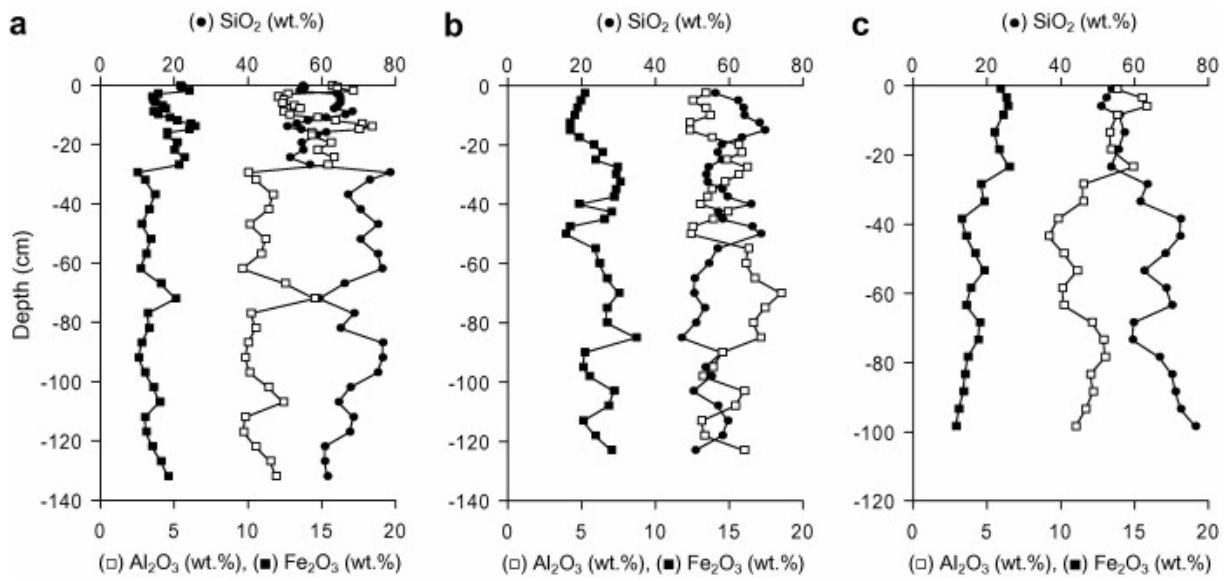 a (●) SiO₂ (wt.%) b (●) SiO₂ (wt.%) c (●) SiO₂ (wt.%)
0 20 40 60 80 0 20 40 60 80 0 20 40 60 80
0 0 0
-20 -20 -20
-40 -40 -40
-60 -60 -60
-80 -80 -80
-100 -100 -100
-120 -120 -120
-140 -140
Depth (cm)
0 5 10 15 20 0 5 10 15 20 0 5 10 15 20
(□) Al₂O₃ (wt.%), (■) Fe₂O₃ (wt.%) (□) Al₂O₃ (wt.%), (■) Fe₂O₃ (wt.%) (□) Al₂O₃ (wt.%), (■) Fe₂O₃ (wt.%)